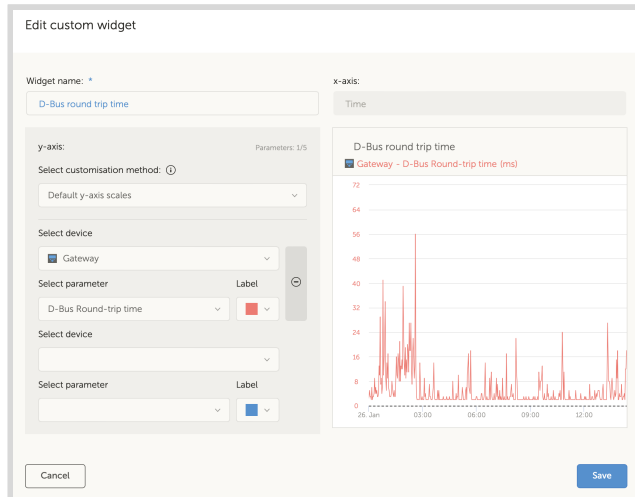 Edit custom widget
Widget name: *
x-axis:
D-Bus round trip time
Time
y-axis:
Parameters: 1/5
Select customisation method:
Default y-axis scales
Select device
Gateway
Select parameter
Label
D-Bus Round-trip time
Select device
Select parameter
Label
D-Bus round trip time
Gateway - D-Bus Round-trip time (ms)
72
64
56
48
40
32
24
16
8
0
26. Jan
03:00
06:00
09:00
12:00
Cancel
Save